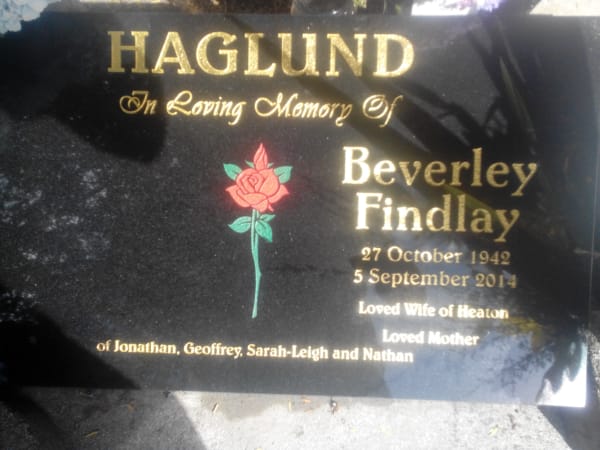 HAGLUND
In Loving Memory Of
Beverley
Findlay
27 October 1942
5 September 2014
Loved Wife of Heaton
Loved Mother
of Jonathan, Geoffrey, Sarah-Leigh and Nathan